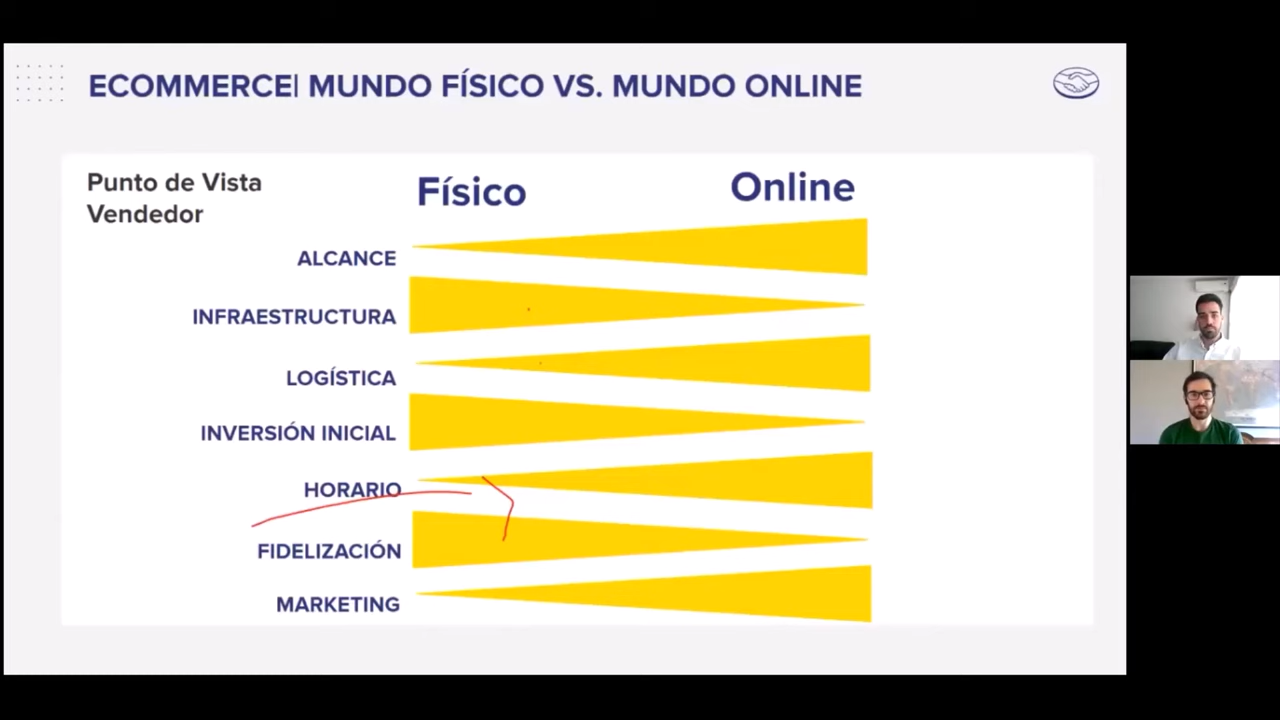 ECOMMERCE| MUNDO FÍSICO VS. MUNDO ONLINE
Punto de Vista
Vendedor
Físico
Online
ALCANCE
INFRAESTRUCTURA
LOGÍSTICA
INVERSIÓN INICIAL
HORARIO
FIDELIZACIÓN
MARKETING